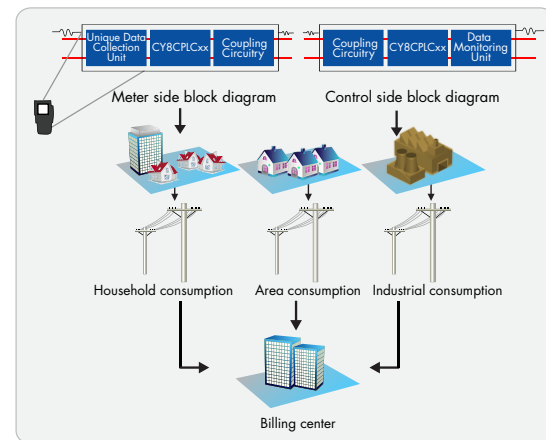 Unique Data
Collection
Unit
CY8CPLCxx
Coupling
Circuitry
Coupling
Circuitry
CY8CPLCxx
Data
Monitoring
Unit
Meter side block diagram
Control side block diagram
Household consumption
Area consumption
Industrial consumption
Billing center